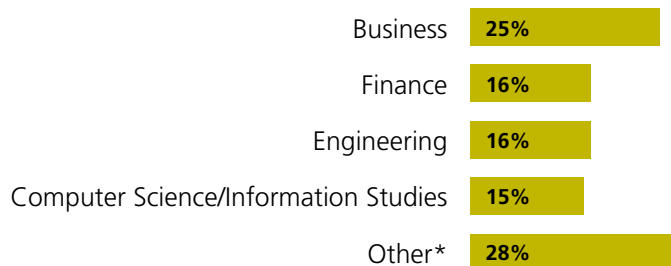 Business 25%
Finance 16%
Engineering 16%
Computer Science/Information Studies 15%
Other* 28%